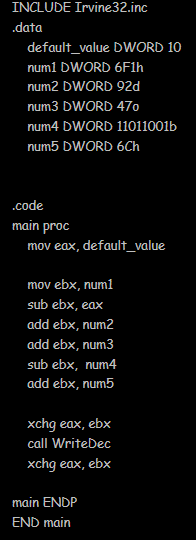 INCLUDE Irvine32.inc
.data
default_value DWORD 10
num1 DWORD 6F1h
num2 DWORD 92d
num3 DWORD 47o
num4 DWORD 11011001b
num5 DWORD 6Ch
.code
main proc
mov eax, default_value
mov ebx, num1
sub ebx, eax
add ebx, num2
add ebx, num3
sub ebx, num4
add ebx, num5
xchg eax, ebx
call WriteDec
xchg eax, ebx
main ENDP
END main